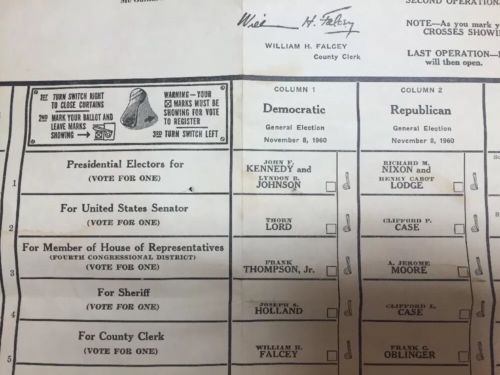 SECOND OPERATION
Will H. Falcey
NOTE—As you mark y
CROSSES SHOWI
WILLIAM H. FALCEY
County Clerk
LAST OPERATION—
will then open.
1ST TURN SWITCH RIGHT
TO CLOSE CURTAINS
2ND MARK YOUR BALLOT AND
LEAVE MARKS
SHOWING
WARNING - YOUR
MARKS MUST BE
SHOWING FOR VOTE
TO REGISTER
3RD TURN SWITCH LEFT
COLUMN 1
Democratic
General Election
November 8, 1960
COLUMN 2
Republican
General Election
November 8, 1960
1
Presidential Electors for
(VOTE FOR ONE)
JOHN F.
KENNEDY and
LYNDON B.
JOHNSON
RICHARD M.
NIXON and
HENRY CABOT
LODGE
2
For United States Senator
(VOTE FOR ONE)
THORN
LORD
CLIFFORD P.
CASE
3
For Member of House of Representatives
(FOURTH CONGRESSIONAL DISTRICT)
(VOTE FOR ONE)
FRANK
THOMPSON, Jr.
A. JEROME
MOORE
4
For Sheriff
(VOTE FOR ONE)
JOSEPH S.
HOLLAND
CLIFFORD L.
CASE
5
For County Clerk
(VOTE FOR ONE)
WILLIAM H.
FALCEY
FRANK G.
OBLINGER